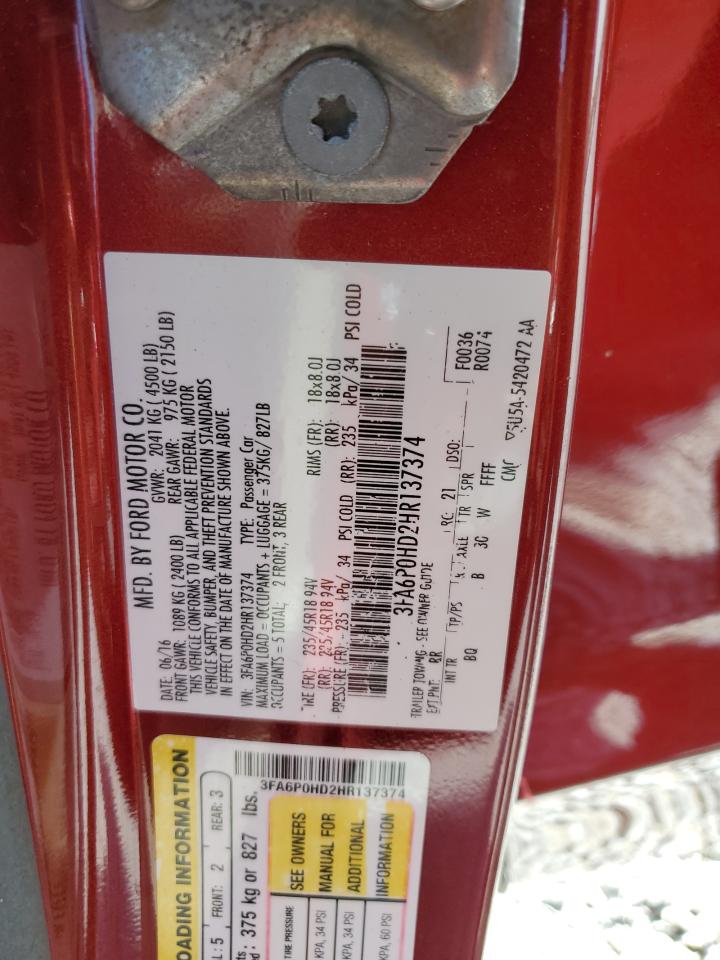 MFD. BY FORD MOTOR CO.
DATE: 06/16 GVWR: 2041 KG ( 4500 LB)
FRONT GAWR: 1089 KG ( 2400 LB) REAR GAWR: 975 KG ( 2150 LB)
THIS VEHICLE CONFORMS TO ALL APPLICABLE FEDERAL MOTOR
VEHICLE SAFETY, BUMPER, AND THEFT PREVENTION STANDARDS
IN EFFECT ON THE DATE OF MANUFACTURE SHOWN ABOVE.
VIN: 3FA6P0HD2HR137374 TYPE: Passenger Car
MAXIMUM LOAD = OCCUPANTS + LUGGAGE = 375KG/ 827LB
OCCUPANTS = 5 TOTAL: 2 FRONT, 3 REAR
TIRE (FR): 235/45R18 94V RIMS (FR): 18x8.0J
(RR): 235/45R18 94V 18x8.0J
PRESSURE (FR): 235 kPa/ 34 PSI COLD (RR): 235 kPa/ 34 PSI COLD
3FA6P0HD2HR137374
TRAILER TOWING - SEE OWNER GUIDE
EXT PNT: RR RC: 21 DSO: F0036
R0074
INT TR TP/PS AXLE TR SPR
BQ B 30 W FFFF
CMC 5U5A-5420472 AA
3FA6P0HD2HR137374
LOADING INFORMATION
5 FRONT: 2 REAR: 3
375 kg or 827 lbs.
TIRE PRESSURE SEE OWNERS
KPA, 34 PSI MANUAL FOR
KPA, 34 PSI ADDITIONAL
KPA, 60 PSI INFORMATION